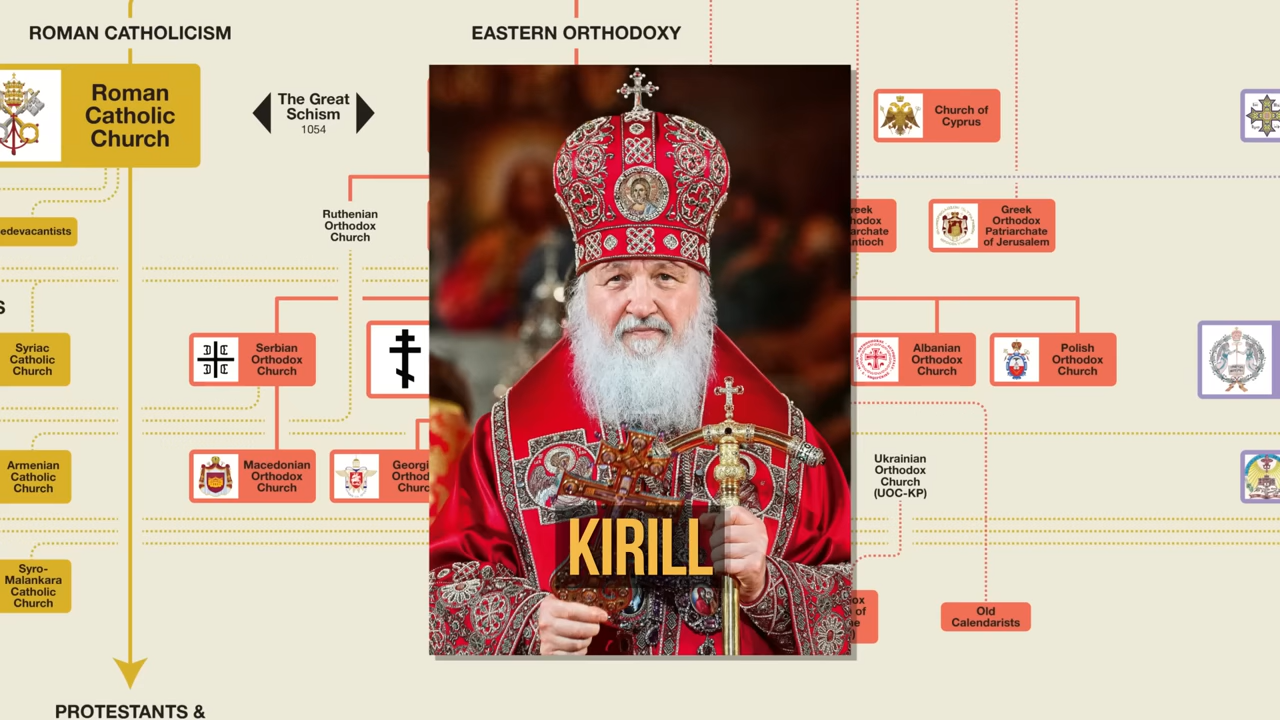 ROMAN CATHOLICISM
EASTERN ORTHODOXY
Roman
Catholic
Church
The Great
Schism
1054
Church of
Cyprus
Ruthenian
Orthodox
Church
Greek
Orthodox
Patriarchate
of Jerusalem
Syriac
Catholic
Church
Serbian
Orthodox
Church
Albanian
Orthodox
Church
Polish
Orthodox
Church
Armenian
Catholic
Church
Macedonian
Orthodox
Church
Ukrainian
Orthodox
Church
(UOC-KP)
KIRILL
Syro-
Malankara
Catholic
Church
of
Old
Calendarists
PROTESTANTS &